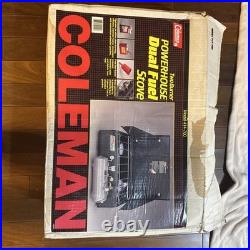 Coleman
Two Burner
POWERHOUSE
Dual Fuel
Stove
COLEMAN